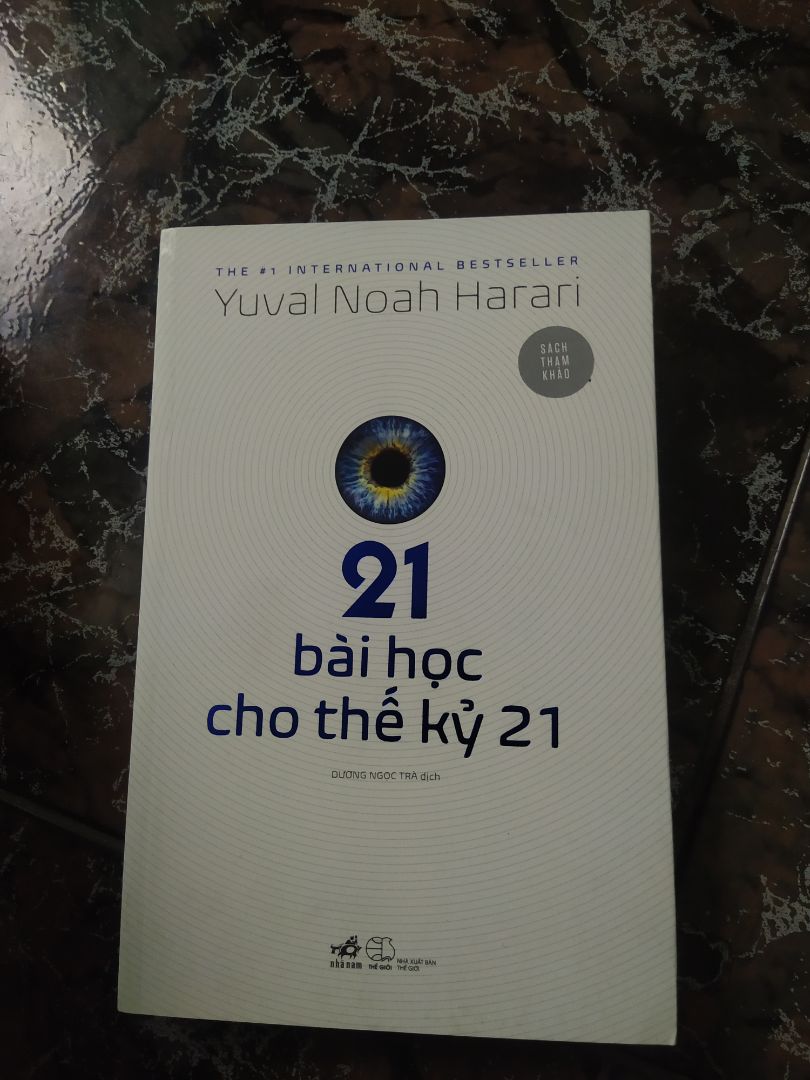 THE #1 INTERNATIONAL BESTSELLER
Yuval Noah Harari
SÁCH
THAM
KHẢO
21
bài học
cho thế kỷ 21
DƯƠNG NGỌC TRÀ dịch
nhã nam
THẾ GIỚI
NHÀ XUẤT BẢN
THẾ GIỚI